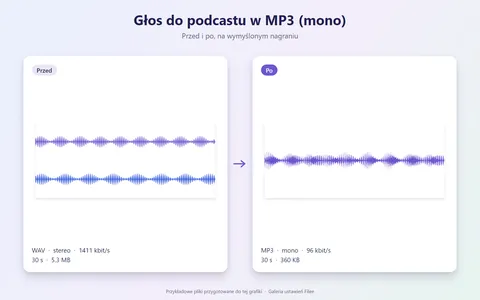 Głos do podcastu w MP3 (mono)
Przed i po, na wymyślonym nagraniu
Przed
WAV · stereo · 1411 kbit/s
30 s · 5.3 MB
Po
MP3 · mono · 96 kbit/s
30 s · 360 KB
Przykładowe pliki przygotowane do tej grafiki · Galeria ustawień Filen